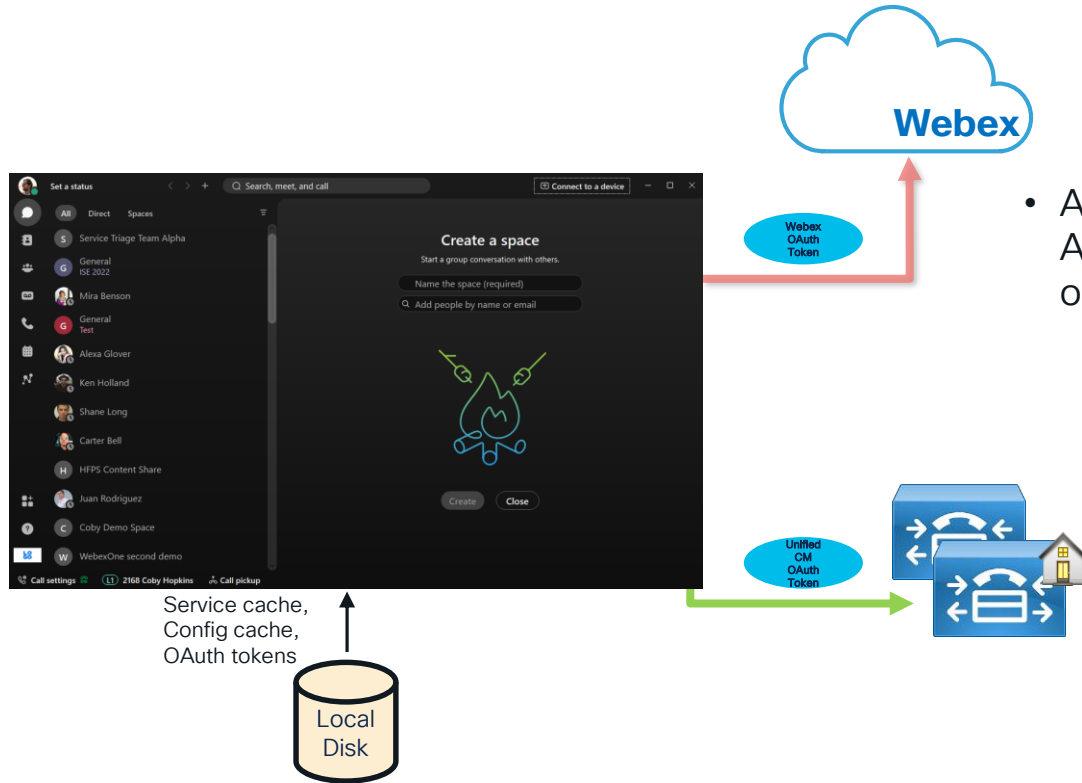 Webex
Set a status
Search, meet, and call
Connect to a device
All Direct Spaces
S Service Triage Team Alpha
G General
ISE 2022
Mira Benson
G General
Test
Alexa Glover
Ken Holland
Shane Long
Carter Bell
H HFPS Content Share
Juan Rodriguez
C Coby Demo Space
W WebexOne second demo
Call settings L1 2168 Coby Hopkins Call pickup
Create a space
Start a group conversation with others.
Name the space (required)
Add people by name or email
Create Close
Webex
OAuth
Token
• A
A
o
Unified
CM
OAuth
Token
Service cache,
Config cache,
OAuth tokens
Local
Disk